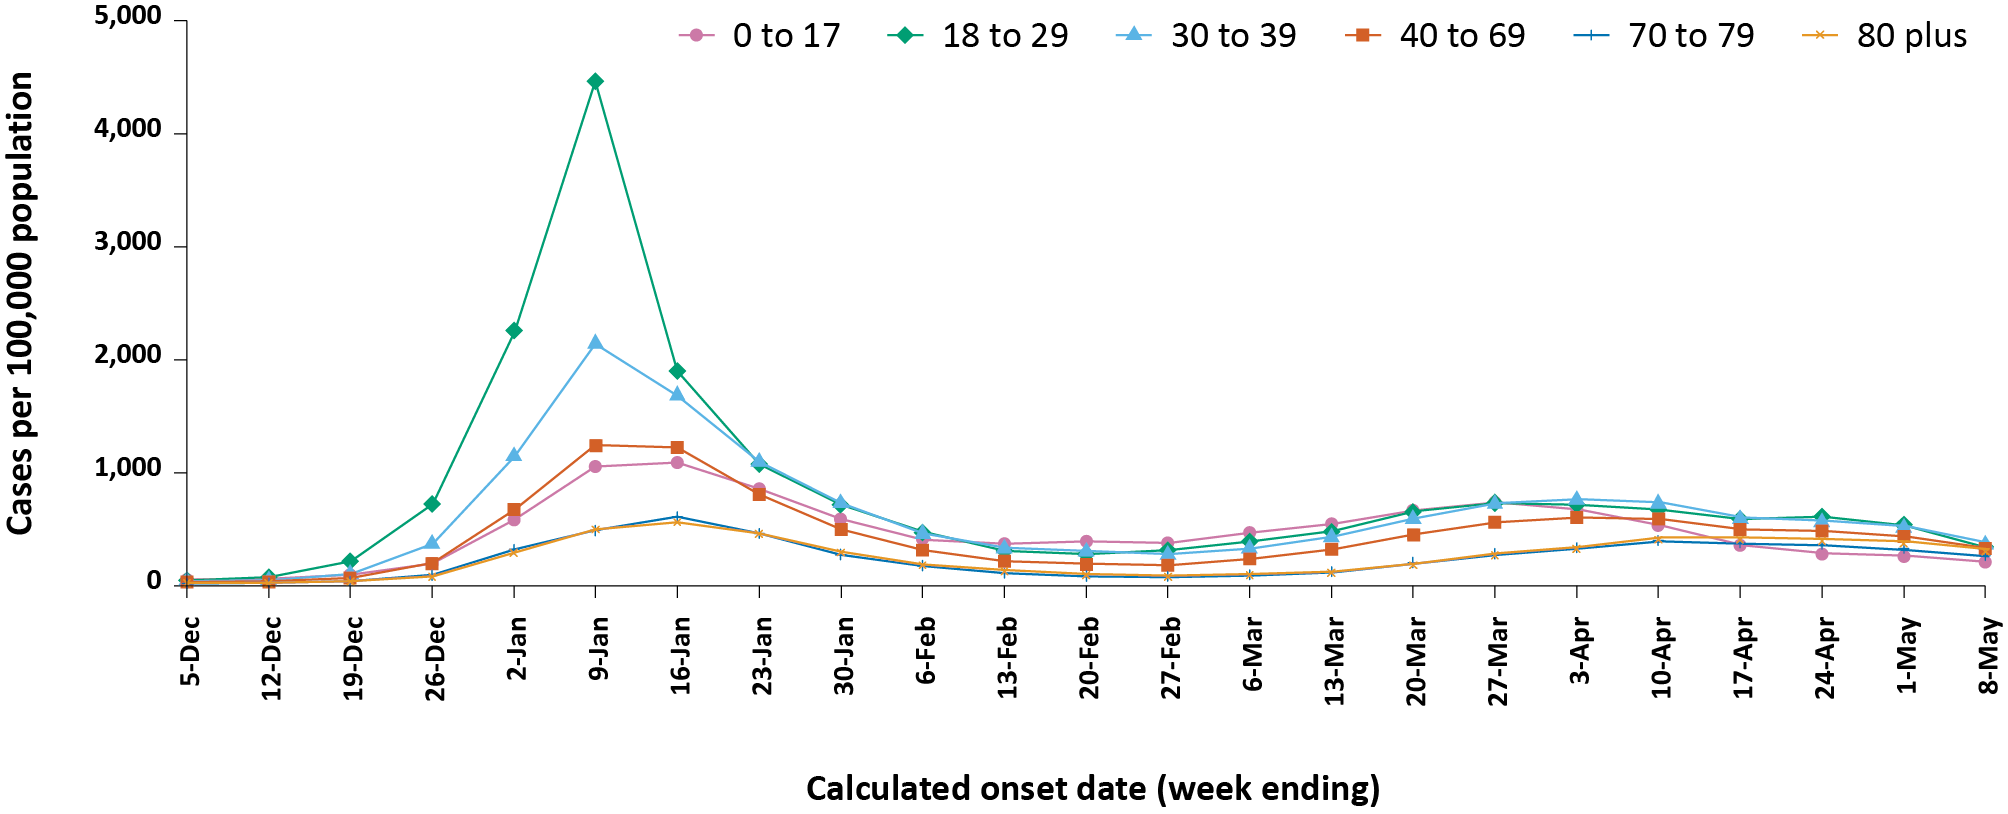 0 to 17 18 to 29 30 to 39 40 to 69 70 to 79 80 plus
Cases per 100,000 population
5,000
4,000
3,000
2,000
1,000
0
5-Dec 12-Dec 19-Dec 26-Dec 2-Jan 9-Jan 16-Jan 23-Jan 30-Jan 6-Feb 13-Feb 20-Feb 27-Feb 6-Mar 13-Mar 20-Mar 27-Mar 3-Apr 10-Apr 17-Apr 24-Apr 1-May 8-May
Calculated onset date (week ending)